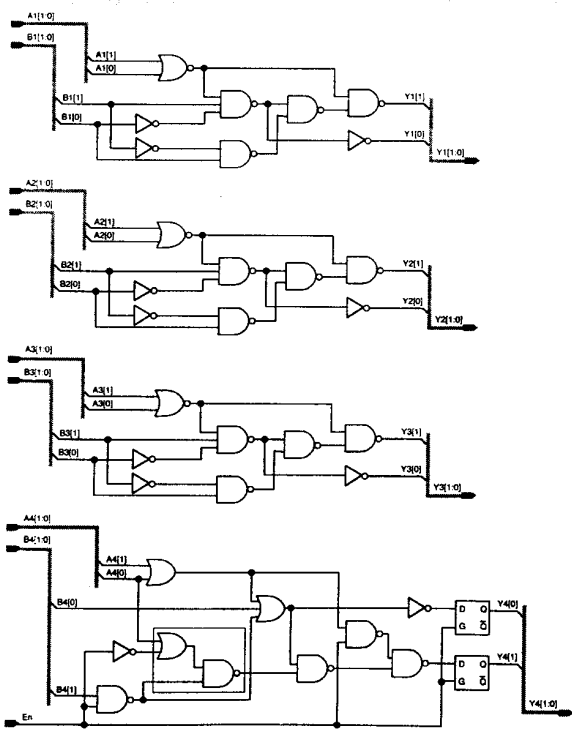 A1[1:0]
B1[1:0]
A1[1]
A1[0]
B1[1]
B1[0]
Y1[1]
Y1[0]
Y1[1:0]
A2[1:0]
B2[1:0]
A2[1]
A2[0]
B2[1]
B2[0]
Y2[1]
Y2[0]
Y2[1:0]
A3[1:0]
B3[1:0]
A3[1]
A3[0]
B3[1]
B3[0]
Y3[1]
Y3[0]
Y3[1:0]
A4[1:0]
B4[1:0]
A4[1]
A4[0]
B4[0]
D Q Y4[0]
G Q
D Q Y4[1]
G Q
B4[1]
En
Y4[1:0]